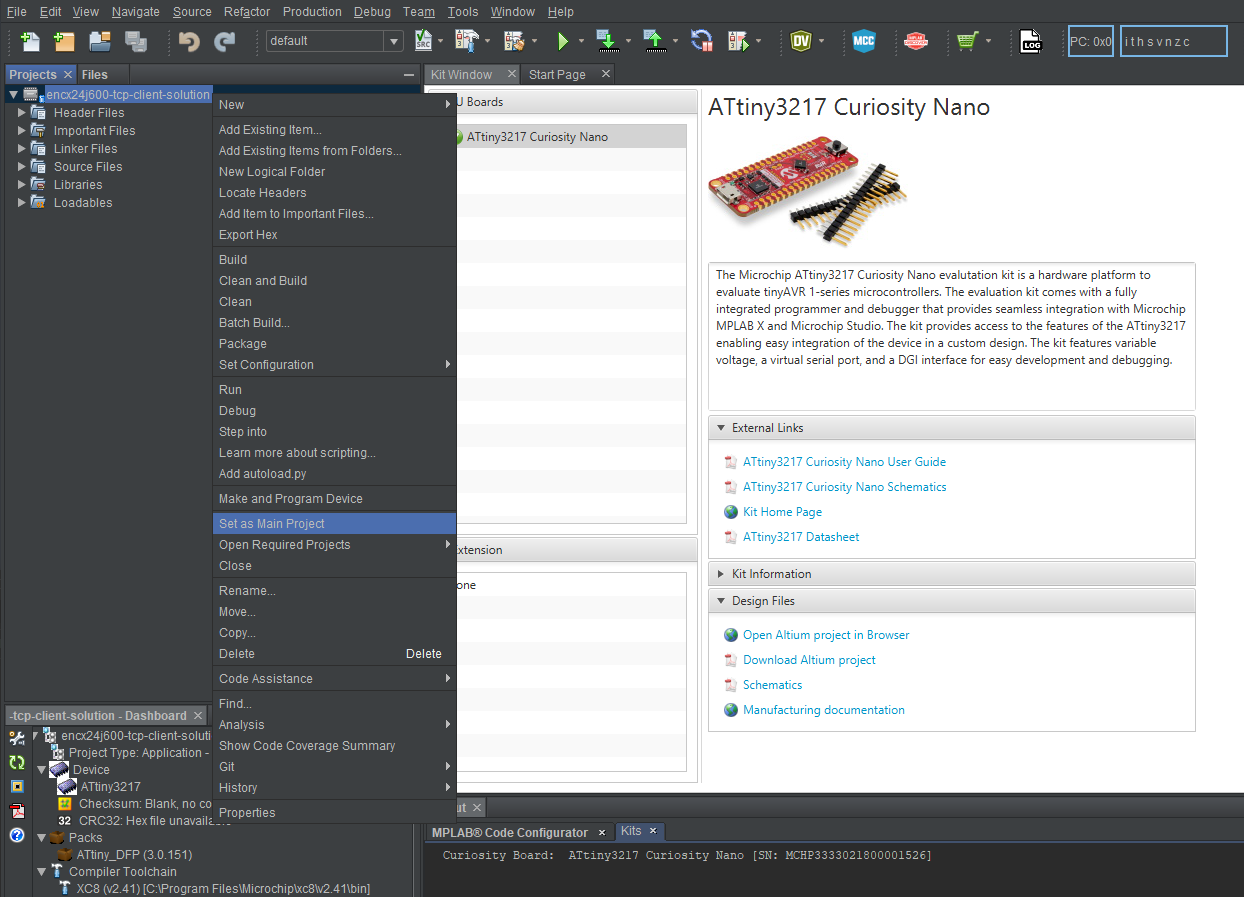 File Edit View Navigate Source Refactor Production Debug Team Tools Window Help
default
SRC
DV
MCC
LOG
PC: 0x0
i t h s v n z c
Projects
Files
encx24j600-tcp-client-solution
Header Files
Important Files
Linker Files
Source Files
Libraries
Loadables
New
Add Existing Item...
Add Existing Items from Folders...
New Logical Folder
Locate Headers
Add Item to Important Files...
Export Hex
Build
Clean and Build
Clean
Batch Build...
Package
Set Configuration
Run
Debug
Step into
Learn more about scripting...
Add autoload.py
Make and Program Device
Set as Main Project
Open Required Projects
Close
Rename...
Move...
Copy...
Delete Delete
Code Assistance
Find...
Analysis
Show Code Coverage Summary
Git
History
Properties
Kit Window
Start Page
U Boards
ATtiny3217 Curiosity Nano
xtension
one
ATtiny3217 Curiosity Nano
The Microchip ATtiny3217 Curiosity Nano evalutation kit is a hardware platform to
evaluate tinyAVR 1-series microcontrollers. The evaluation kit comes with a fully
integrated programmer and debugger that provides seamless integration with Microchip
MPLAB X and Microchip Studio. The kit provides access to the features of the ATtiny3217
enabling easy integration of the device in a custom design. The kit features variable
voltage, a virtual serial port, and a DGI interface for easy development and debugging.
External Links
ATtiny3217 Curiosity Nano User Guide
ATtiny3217 Curiosity Nano Schematics
Kit Home Page
ATtiny3217 Datasheet
Kit Information
Design Files
Open Altium project in Browser
Download Altium project
Schematics
Manufacturing documentation
-tcp-client-solution - Dashboard
encx24j600-tcp-client-soluti
Project Type: Application -
Device
ATtiny3217
Checksum: Blank, no co
32 CRC32: Hex file unavailable
Packs
ATtiny_DFP (3.0.151)
Compiler Toolchain
XC8 (v2.41) [C:\Program Files\Microchip\xc8\v2.41\bin]
ut
MPLAB® Code Configurator
Kits
Curiosity Board: ATtiny3217 Curiosity Nano [SN: MCHP3333021800001526]